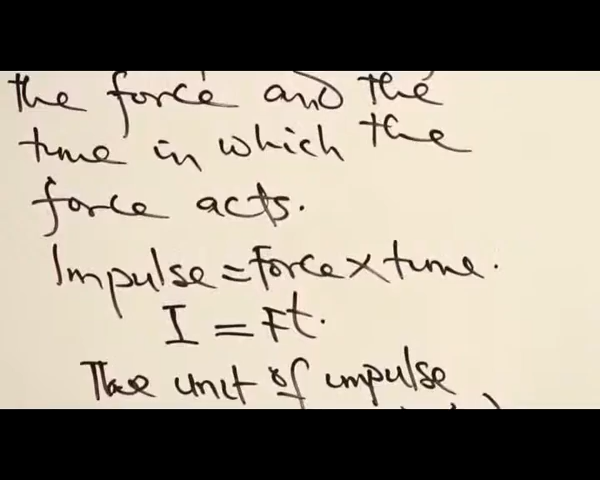 the force and the
time in which the
force acts.
Impulse = Force × time.
I = Ft.
The unit of impulse